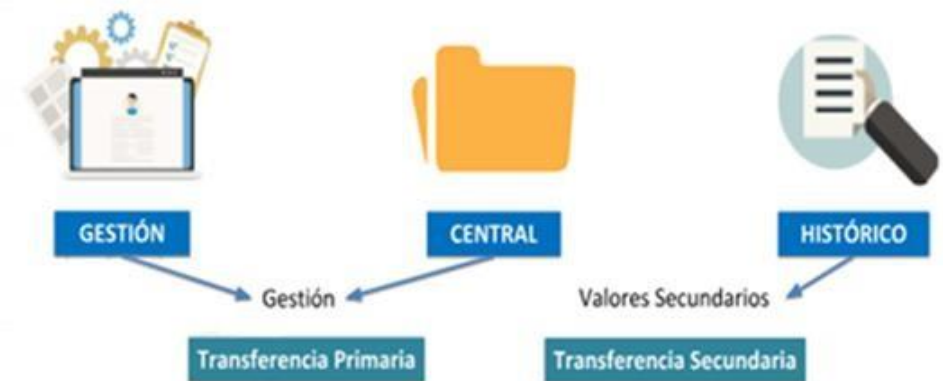 GESTIÓN
CENTRAL
HISTÓRICO
Gestión
Valores Secundarios
Transferencia Primaria
Transferencia Secundaria